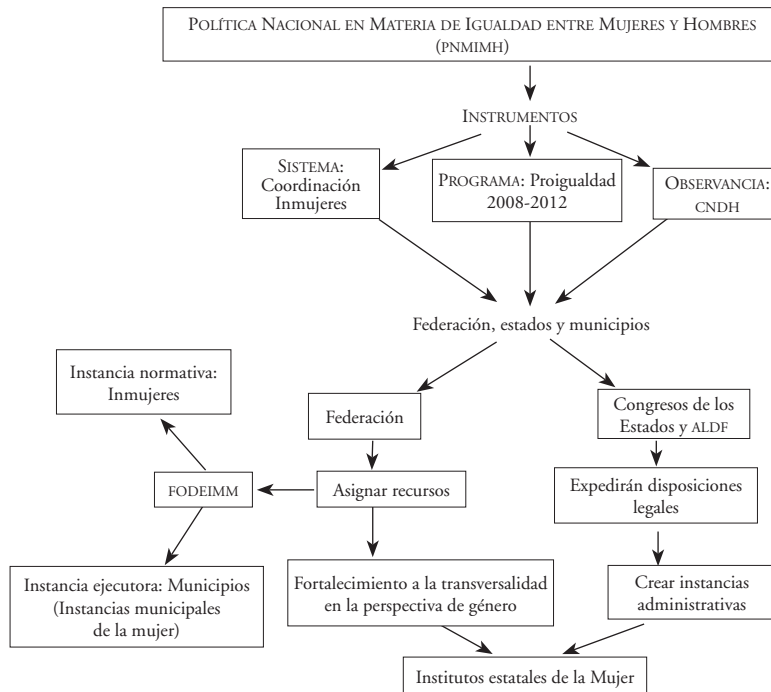 POLÍTICA NACIONAL EN MATERIA DE IGUALDAD ENTRE MUJERES Y HOMBRES
(PNMIMH)
INSTRUMENTOS
SISTEMA:
Coordinación
Inmujeres
PROGRAMA: Proigualdad
2008-2012
OBSERVANCIA:
CNDH
Federación, estados y municipios
Instancia normativa:
Inmujeres
Federación
Congresos de los
Estados y ALDF
FODEIMM
Asignar recursos
Expedirán disposiciones
legales
Instancia ejecutora: Municipios
(Instancias municipales
de la mujer)
Fortalecimiento a la transversalidad
en la perspectiva de género
Crear instancias
administrativas
Institutos estatales de la Mujer